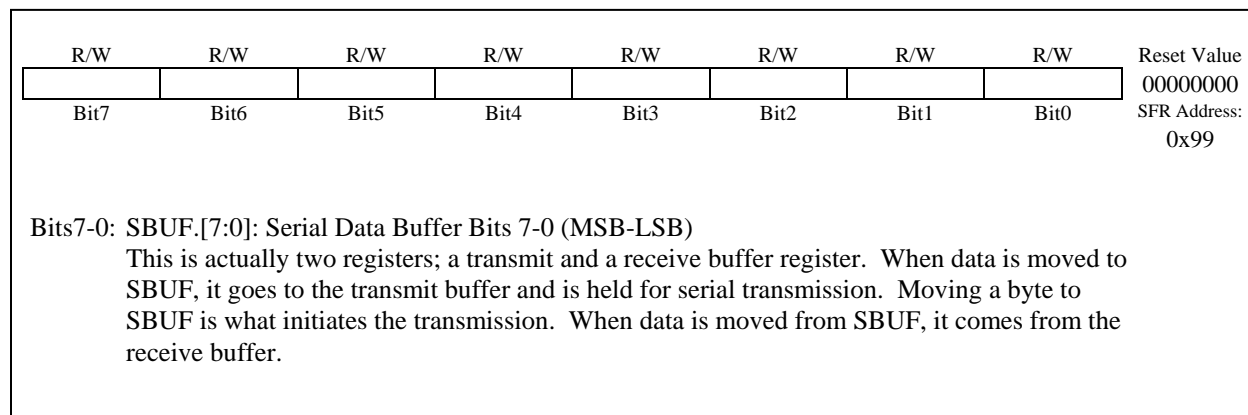 R/W R/W R/W R/W R/W R/W R/W R/W Reset Value
00000000
Bit7 Bit6 Bit5 Bit4 Bit3 Bit2 Bit1 Bit0 SFR Address:
0x99
Bits7-0: SBUF.[7:0]: Serial Data Buffer Bits 7-0 (MSB-LSB)
This is actually two registers; a transmit and a receive buffer register. When data is moved to
SBUF, it goes to the transmit buffer and is held for serial transmission. Moving a byte to
SBUF is what initiates the transmission. When data is moved from SBUF, it comes from the
receive buffer.